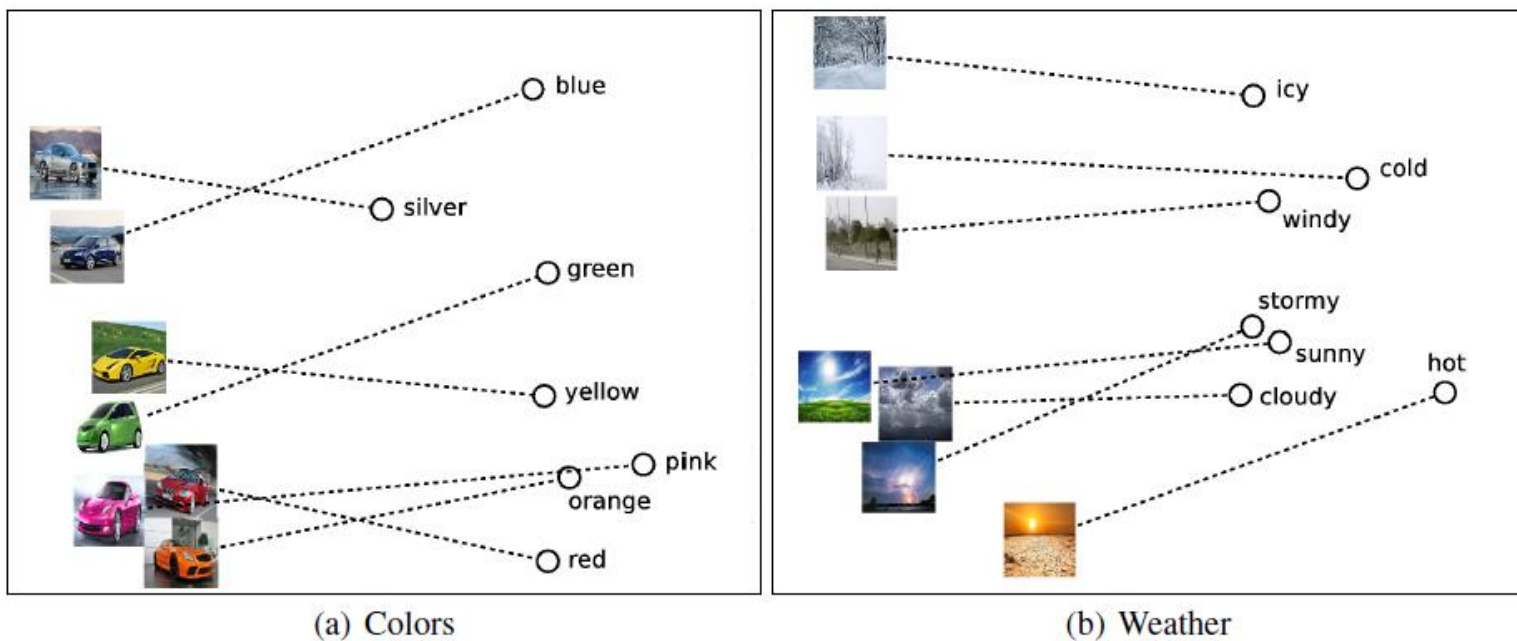 blue
silver
green
yellow
pink
orange
red
(a) Colors
icy
cold
windy
stormy
sunny
hot
cloudy
(b) Weather